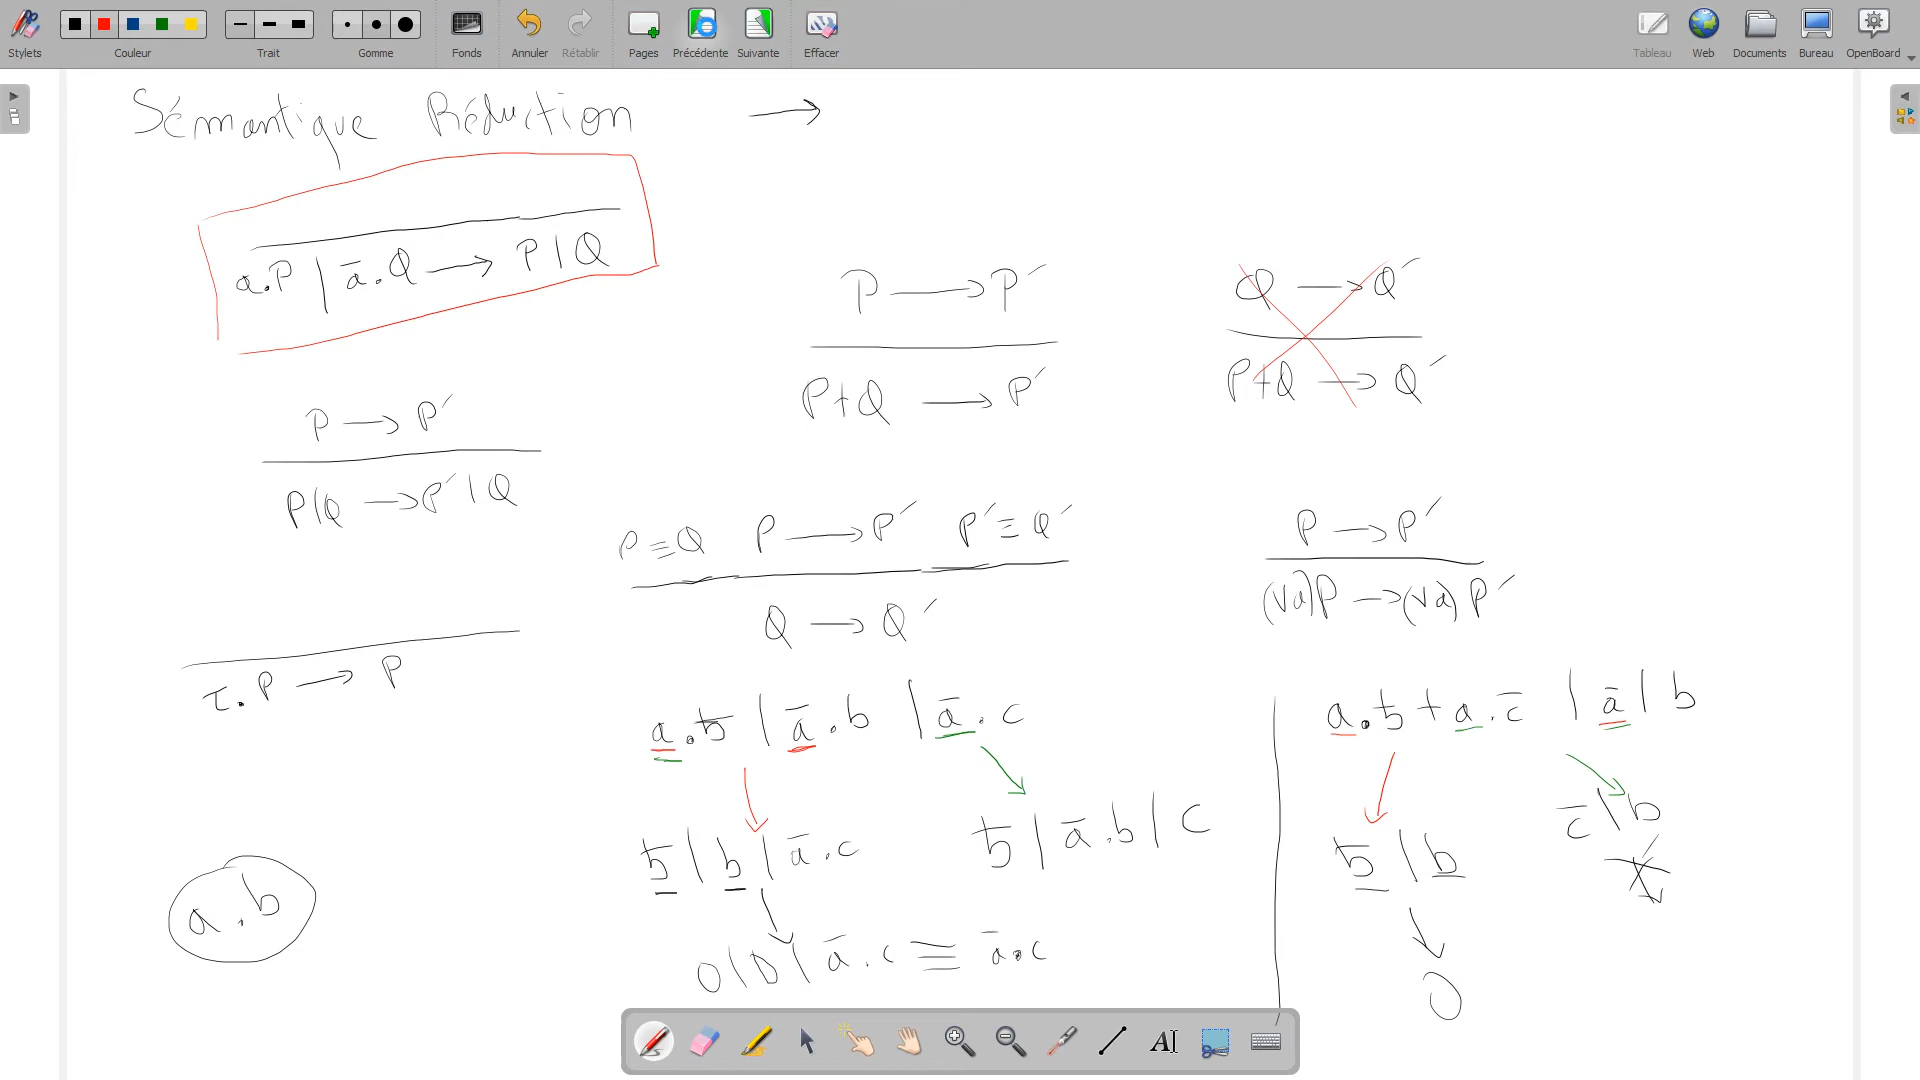 Stylets Couleur Trait Gomme Fonds Annuler Rétablir Pages Précédente Suivante Effacer Tableau Web Documents Bureau OpenBoard
Sémantique Réduction →
a.P | a̅.Q → P | Q
P → P′
P+Q → P′
Q → Q′
P+Q → Q′
P → P′
P|Q → P′|Q
P ≡ Q P → P′ P′ ≡ Q′
Q → Q′
P → P′
(νa)P → (νa)P′
τ.P → P
a.b̅ | a̅.b | a̅.c
b̅ | b | a̅.c
b̅ | a̅.b | c
0|0| a̅.c ≡ a̅.c
a.b̅ + a.c̅ | a̅ | b
b̅ | b
c̅ | b
0
a.b
AI